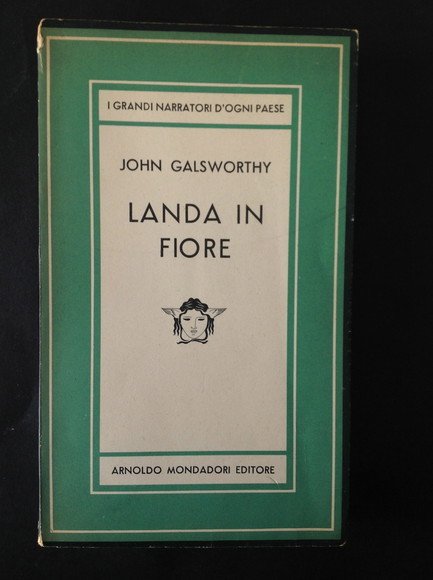 I GRANDI NARRATORI D'OGNI PAESE
JOHN GALSWORTHY
LANDA IN
FIORE
ARNOLDO MONDADORI EDITORE